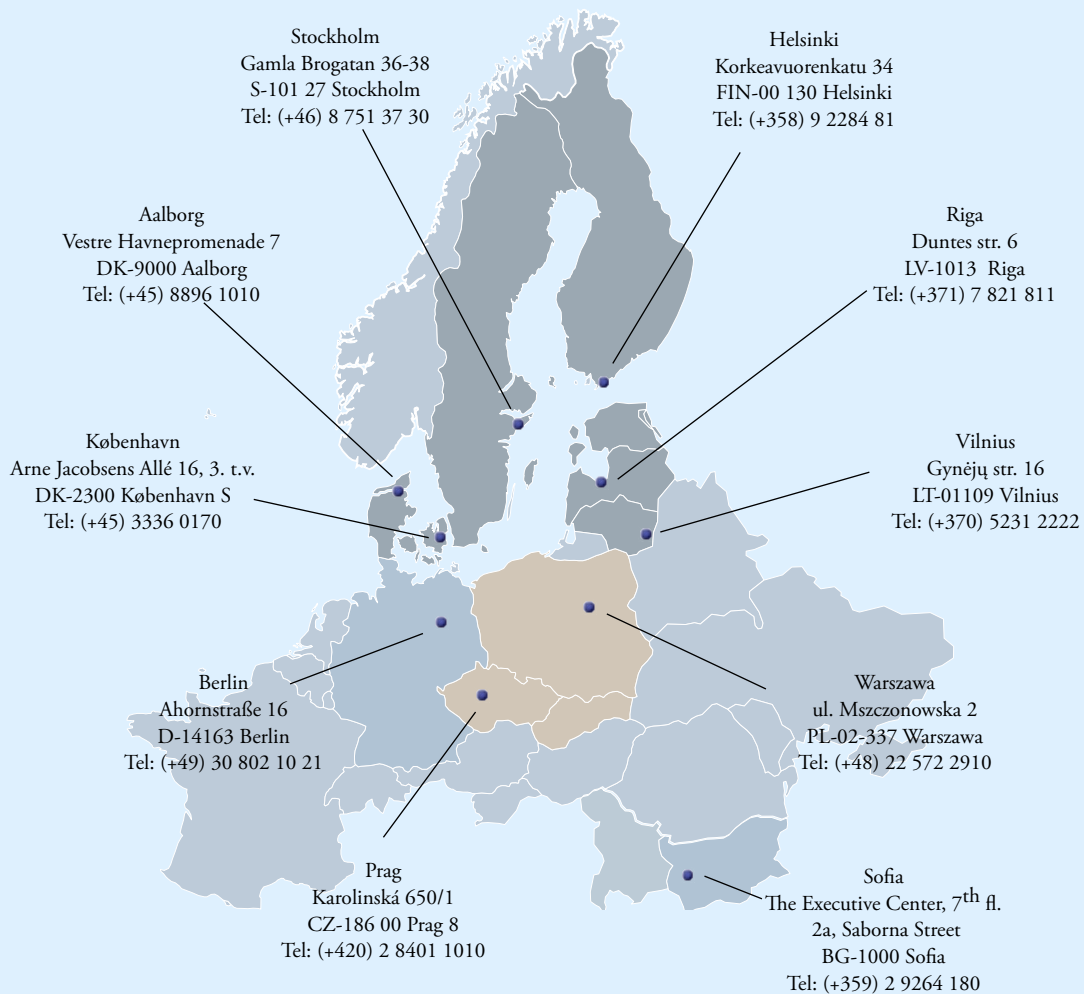 Stockholm
Gamla Brogatan 36-38
S-101 27 Stockholm
Tel: (+46) 8 751 37 30
Helsinki
Korkeavuorenkatu 34
FIN-00 130 Helsinki
Tel: (+358) 9 2284 81
Aalborg
Vestre Havnepromenade 7
DK-9000 Aalborg
Tel: (+45) 8896 1010
Riga
Duntes str. 6
LV-1013 Riga
Tel: (+371) 7 821 811
København
Arne Jacobsens Allé 16, 3. t.v.
DK-2300 København S
Tel: (+45) 3336 0170
Vilnius
Gynėjų str. 16
LT-01109 Vilnius
Tel: (+370) 5231 2222
Berlin
Ahornstraße 16
D-14163 Berlin
Tel: (+49) 30 802 10 21
Warszawa
ul. Mszczonowska 2
PL-02-337 Warszawa
Tel: (+48) 22 572 2910
Prag
Karolinská 650/1
CZ-186 00 Prag 8
Tel: (+420) 2 8401 1010
Sofia
The Executive Center, 7th fl.
2a, Saborna Street
BG-1000 Sofia
Tel: (+359) 2 9264 180